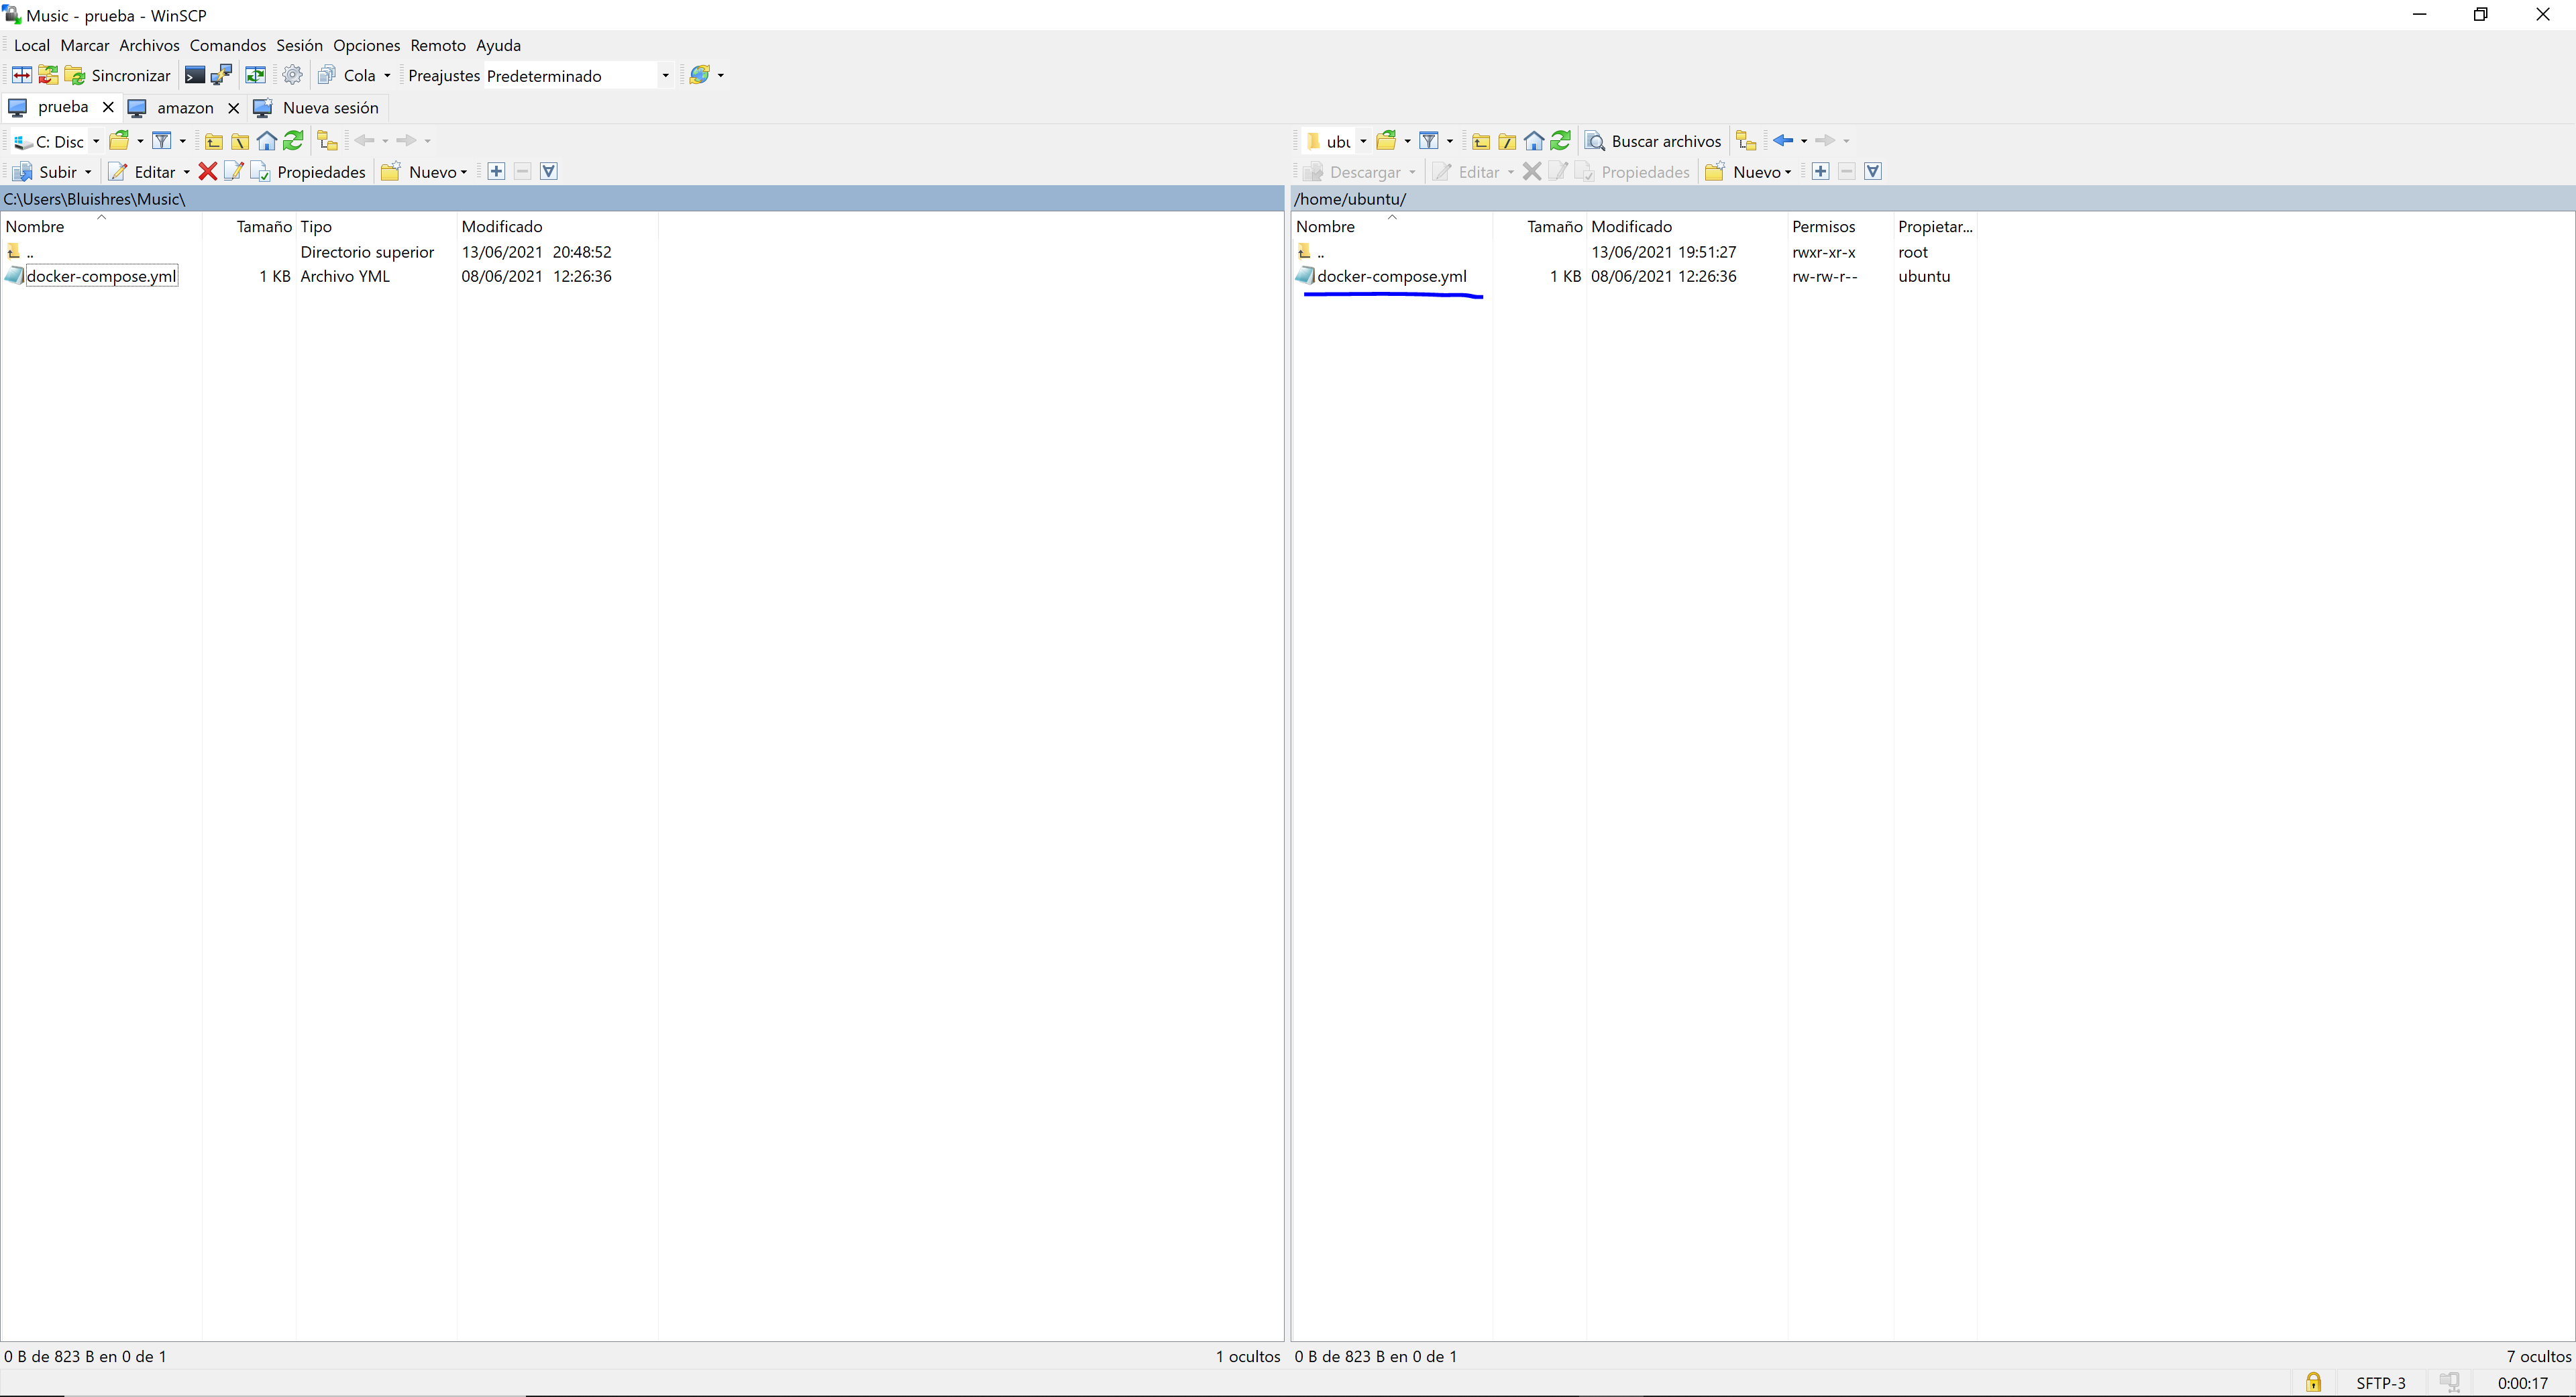 Music - prueba - WinSCP
Local Marcar Archivos Comandos Sesión Opciones Remoto Ayuda
Sincronizar Cola Preajustes Predeterminado
prueba amazon Nueva sesión
C: Disc
Subir Editar Propiedades Nuevo
C:\Users\Bluishres\Music\
Nombre Tamaño Tipo Modificado
.. Directorio superior 13/06/2021 20:48:52
docker-compose.yml 1 KB Archivo YML 08/06/2021 12:26:36
0 B de 823 B en 0 de 1 1 ocultos
ubu Buscar archivos
Descargar Editar Propiedades Nuevo
/home/ubuntu/
Nombre Tamaño Modificado Permisos Propietar...
.. 13/06/2021 19:51:27 rwxr-xr-x root
docker-compose.yml 1 KB 08/06/2021 12:26:36 rw-rw-r-- ubuntu
0 B de 823 B en 0 de 1 7 ocultos
SFTP-3 0:00:17